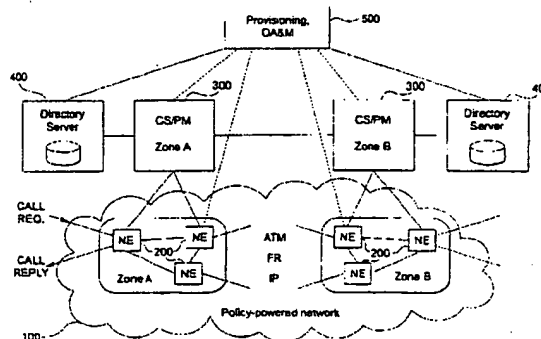 Provisioning,
OA&M
500
400
300
300
40
Directory
Server
CS/PM
Zone A
CS/PM
Zone B
Directory
Server
CALL
REQ.
CALL
REPLY
NE
NE
NE
200
Zone A
ATM
FR
IP
NE
NE
NE
200
Zone B
Policy-powered network
100